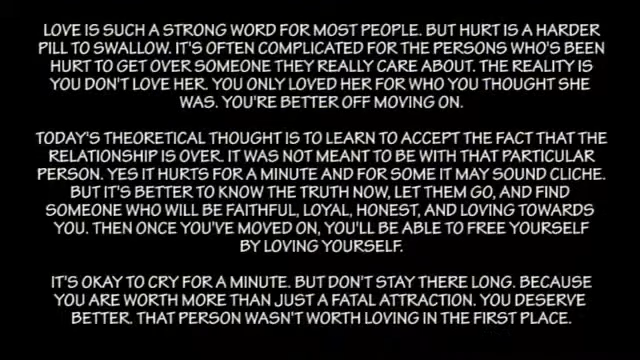 LOVE IS SUCH A STRONG WORD FOR MOST PEOPLE. BUT HURT IS A HARDER
PILL TO SWALLOW. IT'S OFTEN COMPLICATED FOR THE PERSONS WHO'S BEEN
HURT TO GET OVER SOMEONE THEY REALLY CARE ABOUT. THE REALITY IS
YOU DON'T LOVE HER. YOU ONLY LOVED HER FOR WHO YOU THOUGHT SHE
WAS. YOU'RE BETTER OFF MOVING ON.
TODAY'S THEORETICAL THOUGHT IS TO LEARN TO ACCEPT THE FACT THAT THE
RELATIONSHIP IS OVER. IT WAS NOT MEANT TO BE WITH THAT PARTICULAR
PERSON. YES IT HURTS FOR A MINUTE AND FOR SOME IT MAY SOUND CLICHE.
BUT IT'S BETTER TO KNOW THE TRUTH NOW, LET THEM GO, AND FIND
SOMEONE WHO WILL BE FAITHFUL, LOYAL, HONEST, AND LOVING TOWARDS
YOU. THEN ONCE YOU'VE MOVED ON, YOU'LL BE ABLE TO FREE YOURSELF
BY LOVING YOURSELF.
IT'S OKAY TO CRY FOR A MINUTE. BUT DON'T STAY THERE LONG. BECAUSE
YOU ARE WORTH MORE THAN JUST A FATAL ATTRACTION. YOU DESERVE
BETTER. THAT PERSON WASN'T WORTH LOVING IN THE FIRST PLACE.